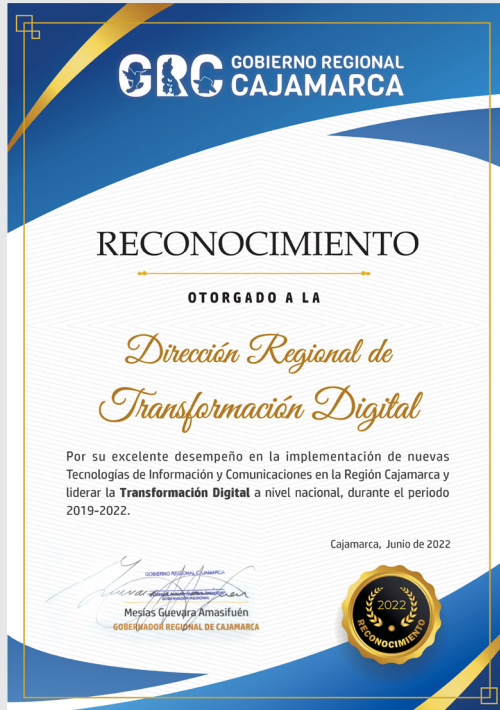 GRC GOBIERNO REGIONAL
CAJAMARCA
RECONOCIMIENTO
OTORGADO A LA
Dirección Regional de
Transformación Digital
Por su excelente desempeño en la implementación de nuevas
Tecnologías de Información y Comunicaciones en la Región Cajamarca y
liderar la Transformación Digital a nivel nacional, durante el periodo
2019-2022.
Cajamarca, Junio de 2022
GOBIERNO REGIONAL CAJAMARCA
Mesías Guevara Amasifuén
GOBERNADOR REGIONAL DE CAJAMARCA
2022
RECONOCIMIENTO